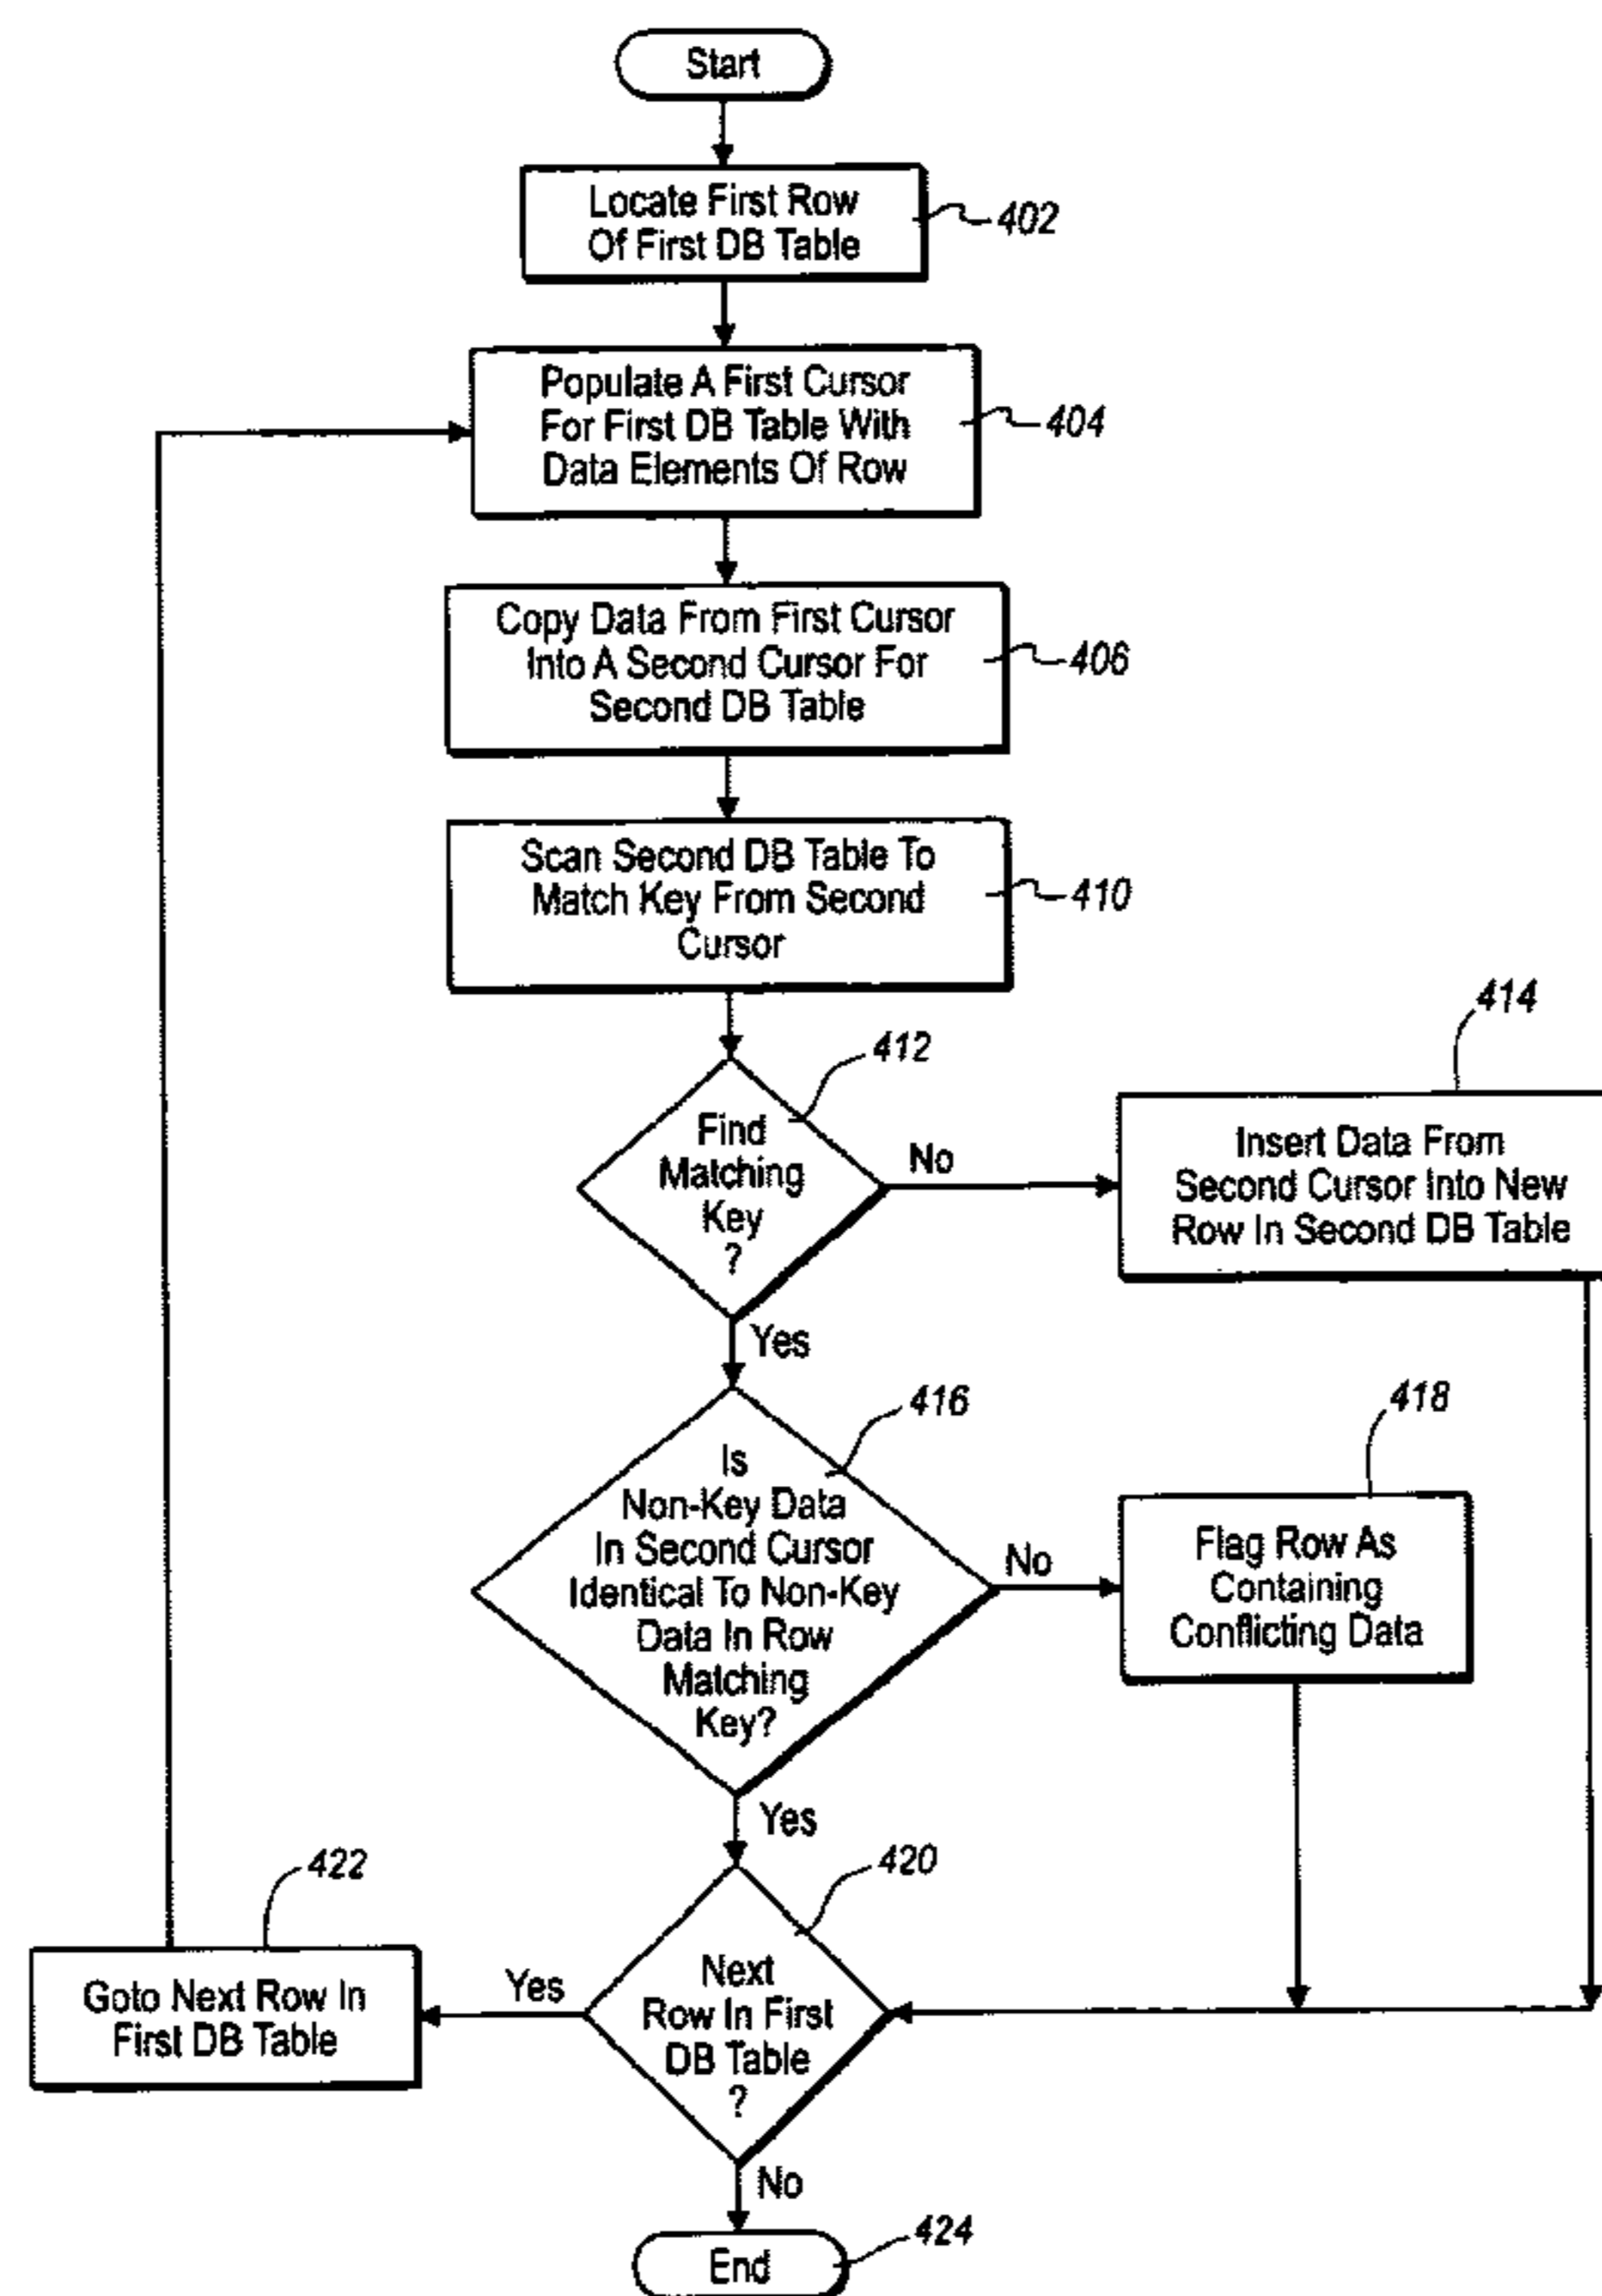 Start
Locate First Row
Of First DB Table
402
Populate A First Cursor
For First DB Table With
Data Elements Of Row
404
Copy Data From First Cursor
Into A Second Cursor For
Second DB Table
406
Scan Second DB Table To
Match Key From Second
Cursor
410
412
Find
Matching
Key
?
No
Yes
414
Insert Data From
Second Cursor Into New
Row In Second DB Table
416
Is
Non-Key Data
In Second Cursor
Identical To Non-Key
Data In Row
Matching
Key?
No
Yes
418
Flag Row As
Containing
Conflicting Data
420
Next
Row In First
DB Table
?
Yes
No
422
Goto Next Row In
First DB Table
End
424